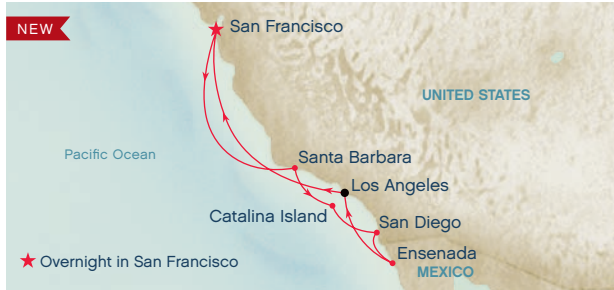 NEW
San Francisco
UNITED STATES
Pacific Ocean
Santa Barbara
Los Angeles
Catalina Island
San Diego
Ensenada
MEXICO
Overnight in San Francisco